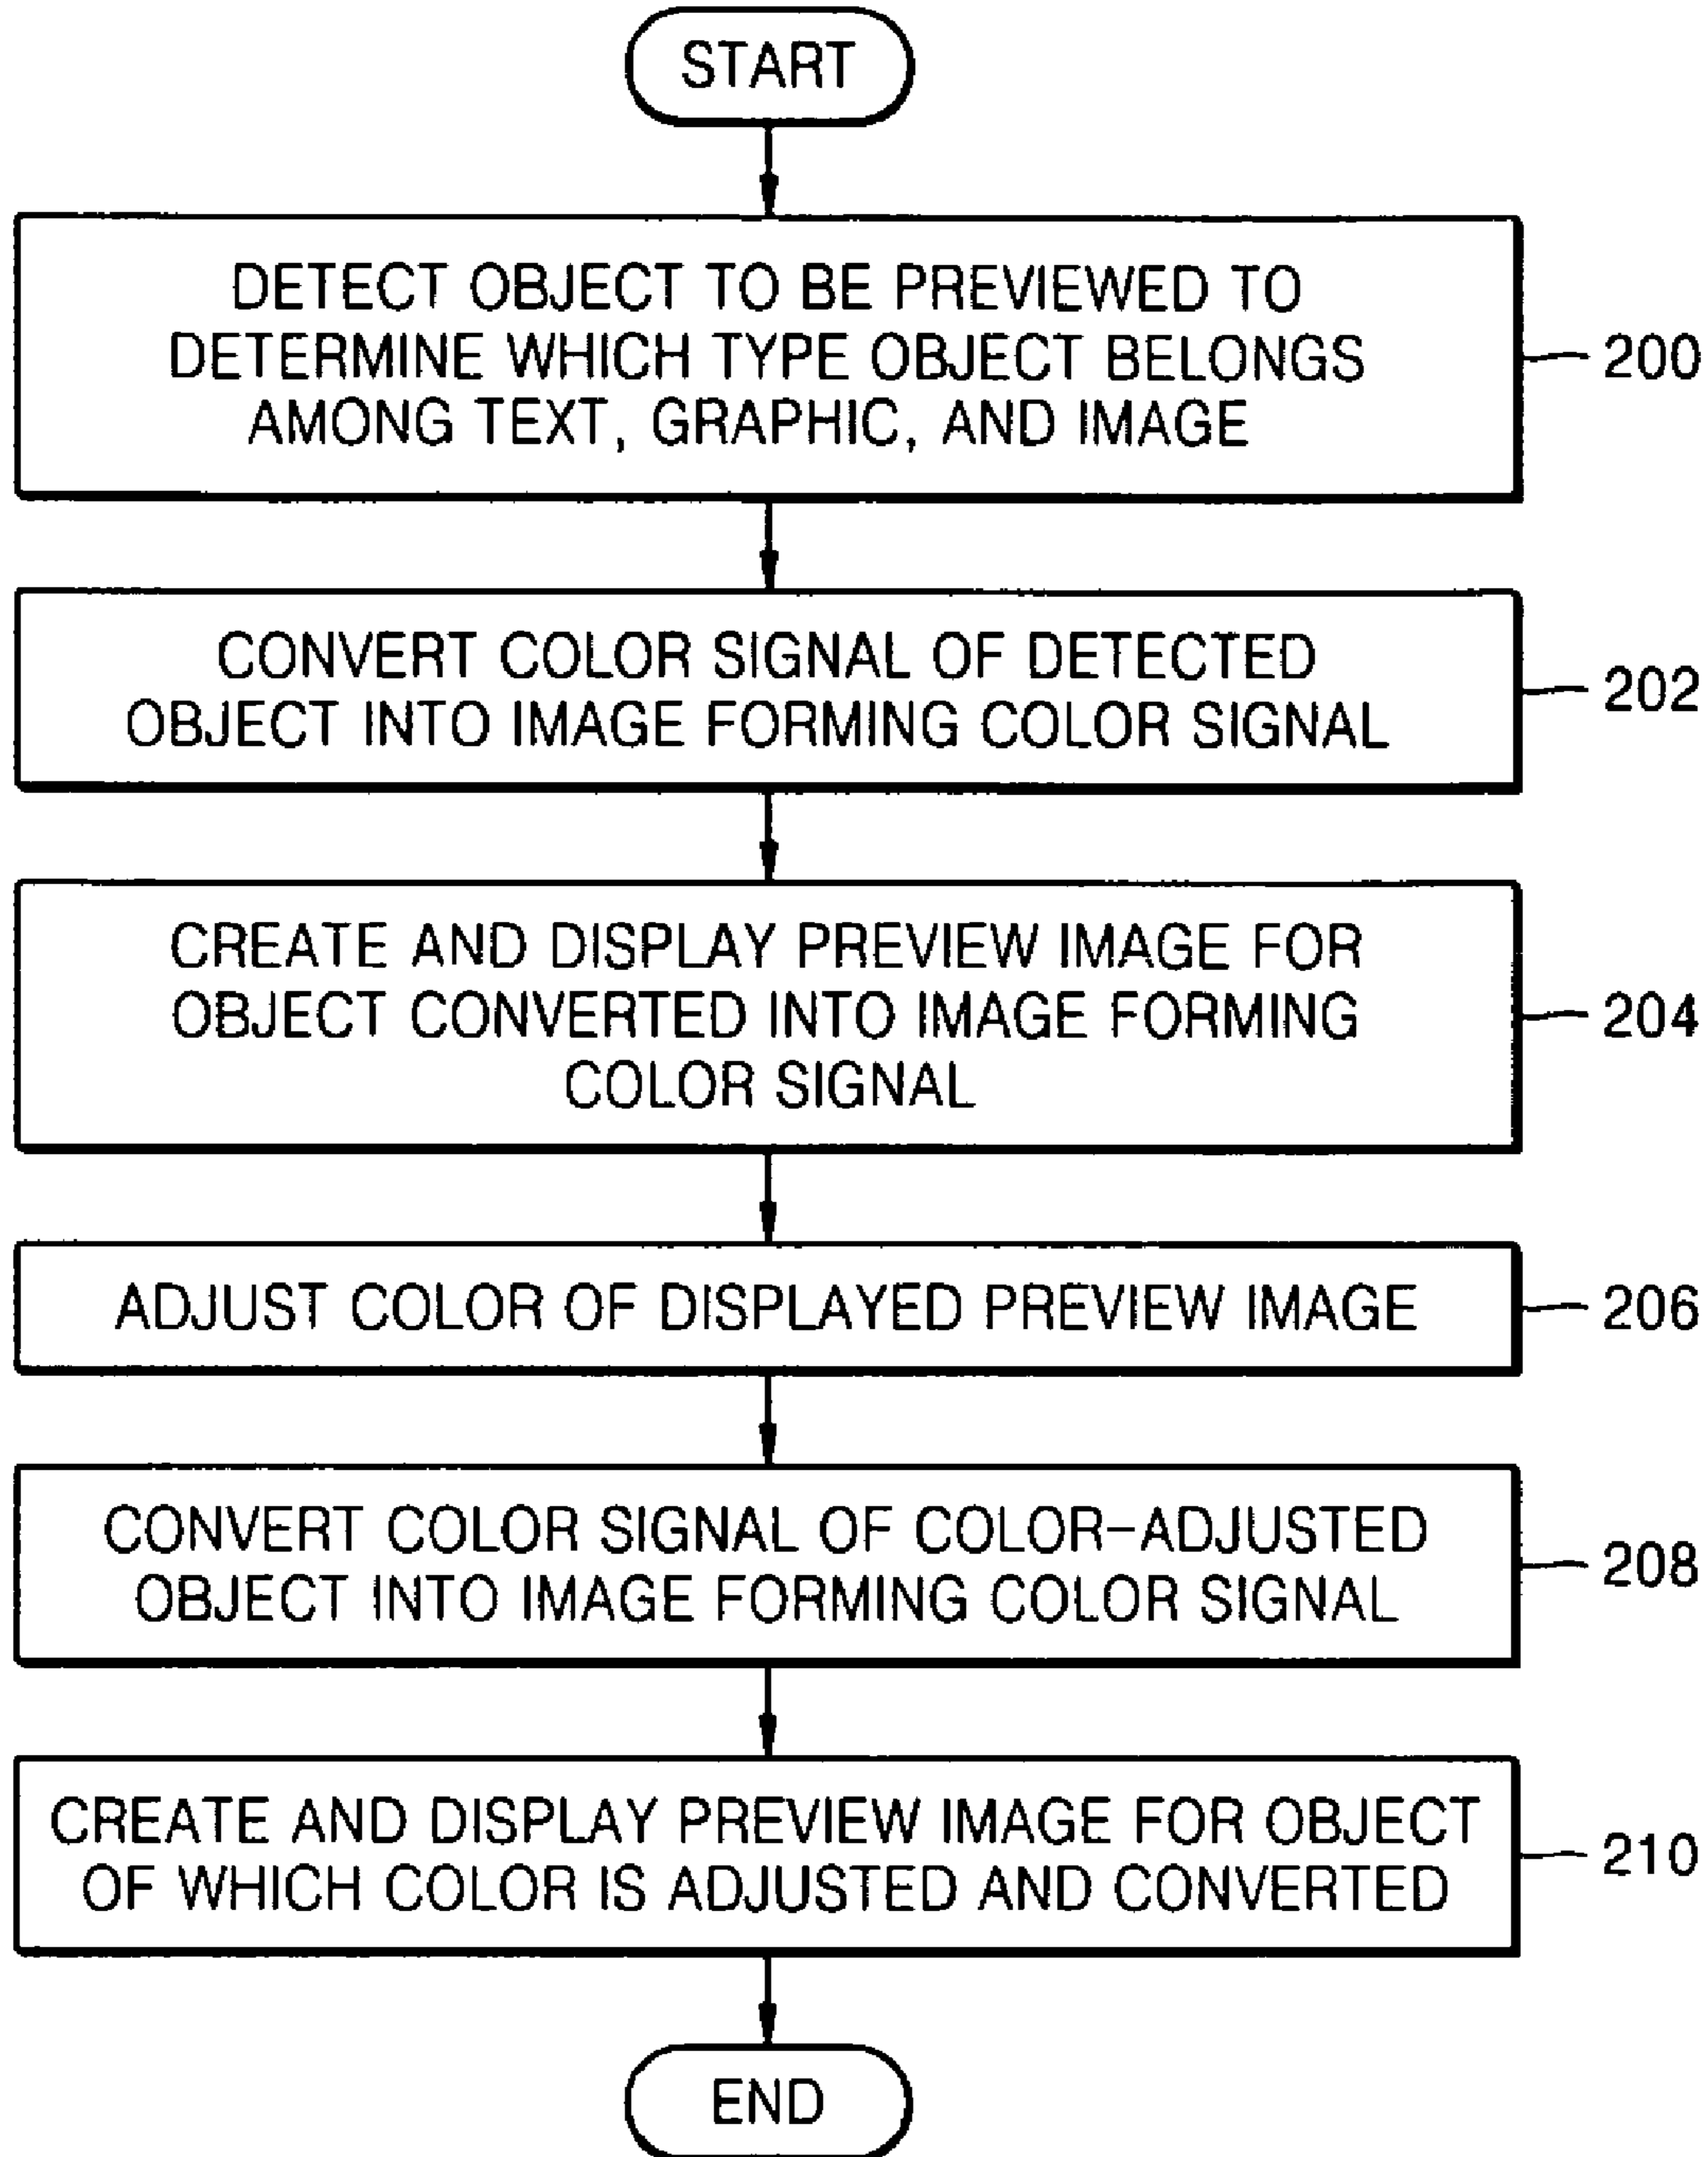 START
DETECT OBJECT TO BE PREVIEWED TO
DETERMINE WHICH TYPE OBJECT BELONGS
AMONG TEXT, GRAPHIC, AND IMAGE
200
CONVERT COLOR SIGNAL OF DETECTED
OBJECT INTO IMAGE FORMING COLOR SIGNAL
202
CREATE AND DISPLAY PREVIEW IMAGE FOR
OBJECT CONVERTED INTO IMAGE FORMING
COLOR SIGNAL
204
ADJUST COLOR OF DISPLAYED PREVIEW IMAGE
206
CONVERT COLOR SIGNAL OF COLOR-ADJUSTED
OBJECT INTO IMAGE FORMING COLOR SIGNAL
208
CREATE AND DISPLAY PREVIEW IMAGE FOR OBJECT
OF WHICH COLOR IS ADJUSTED AND CONVERTED
210
END